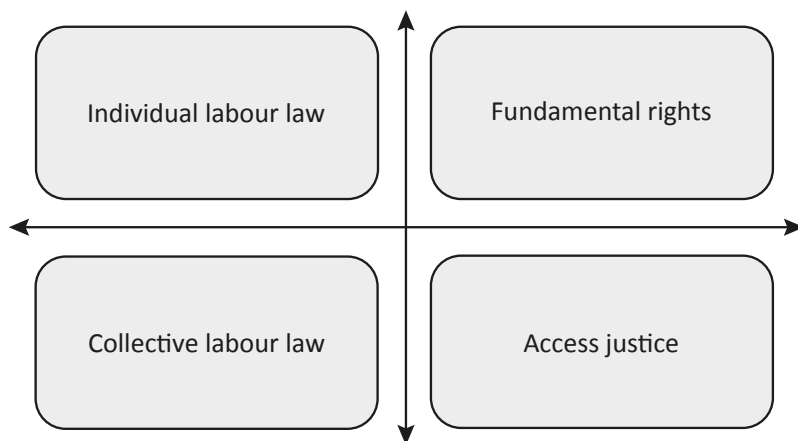 Individual labour law
Fundamental rights
Collective labour law
Access justice